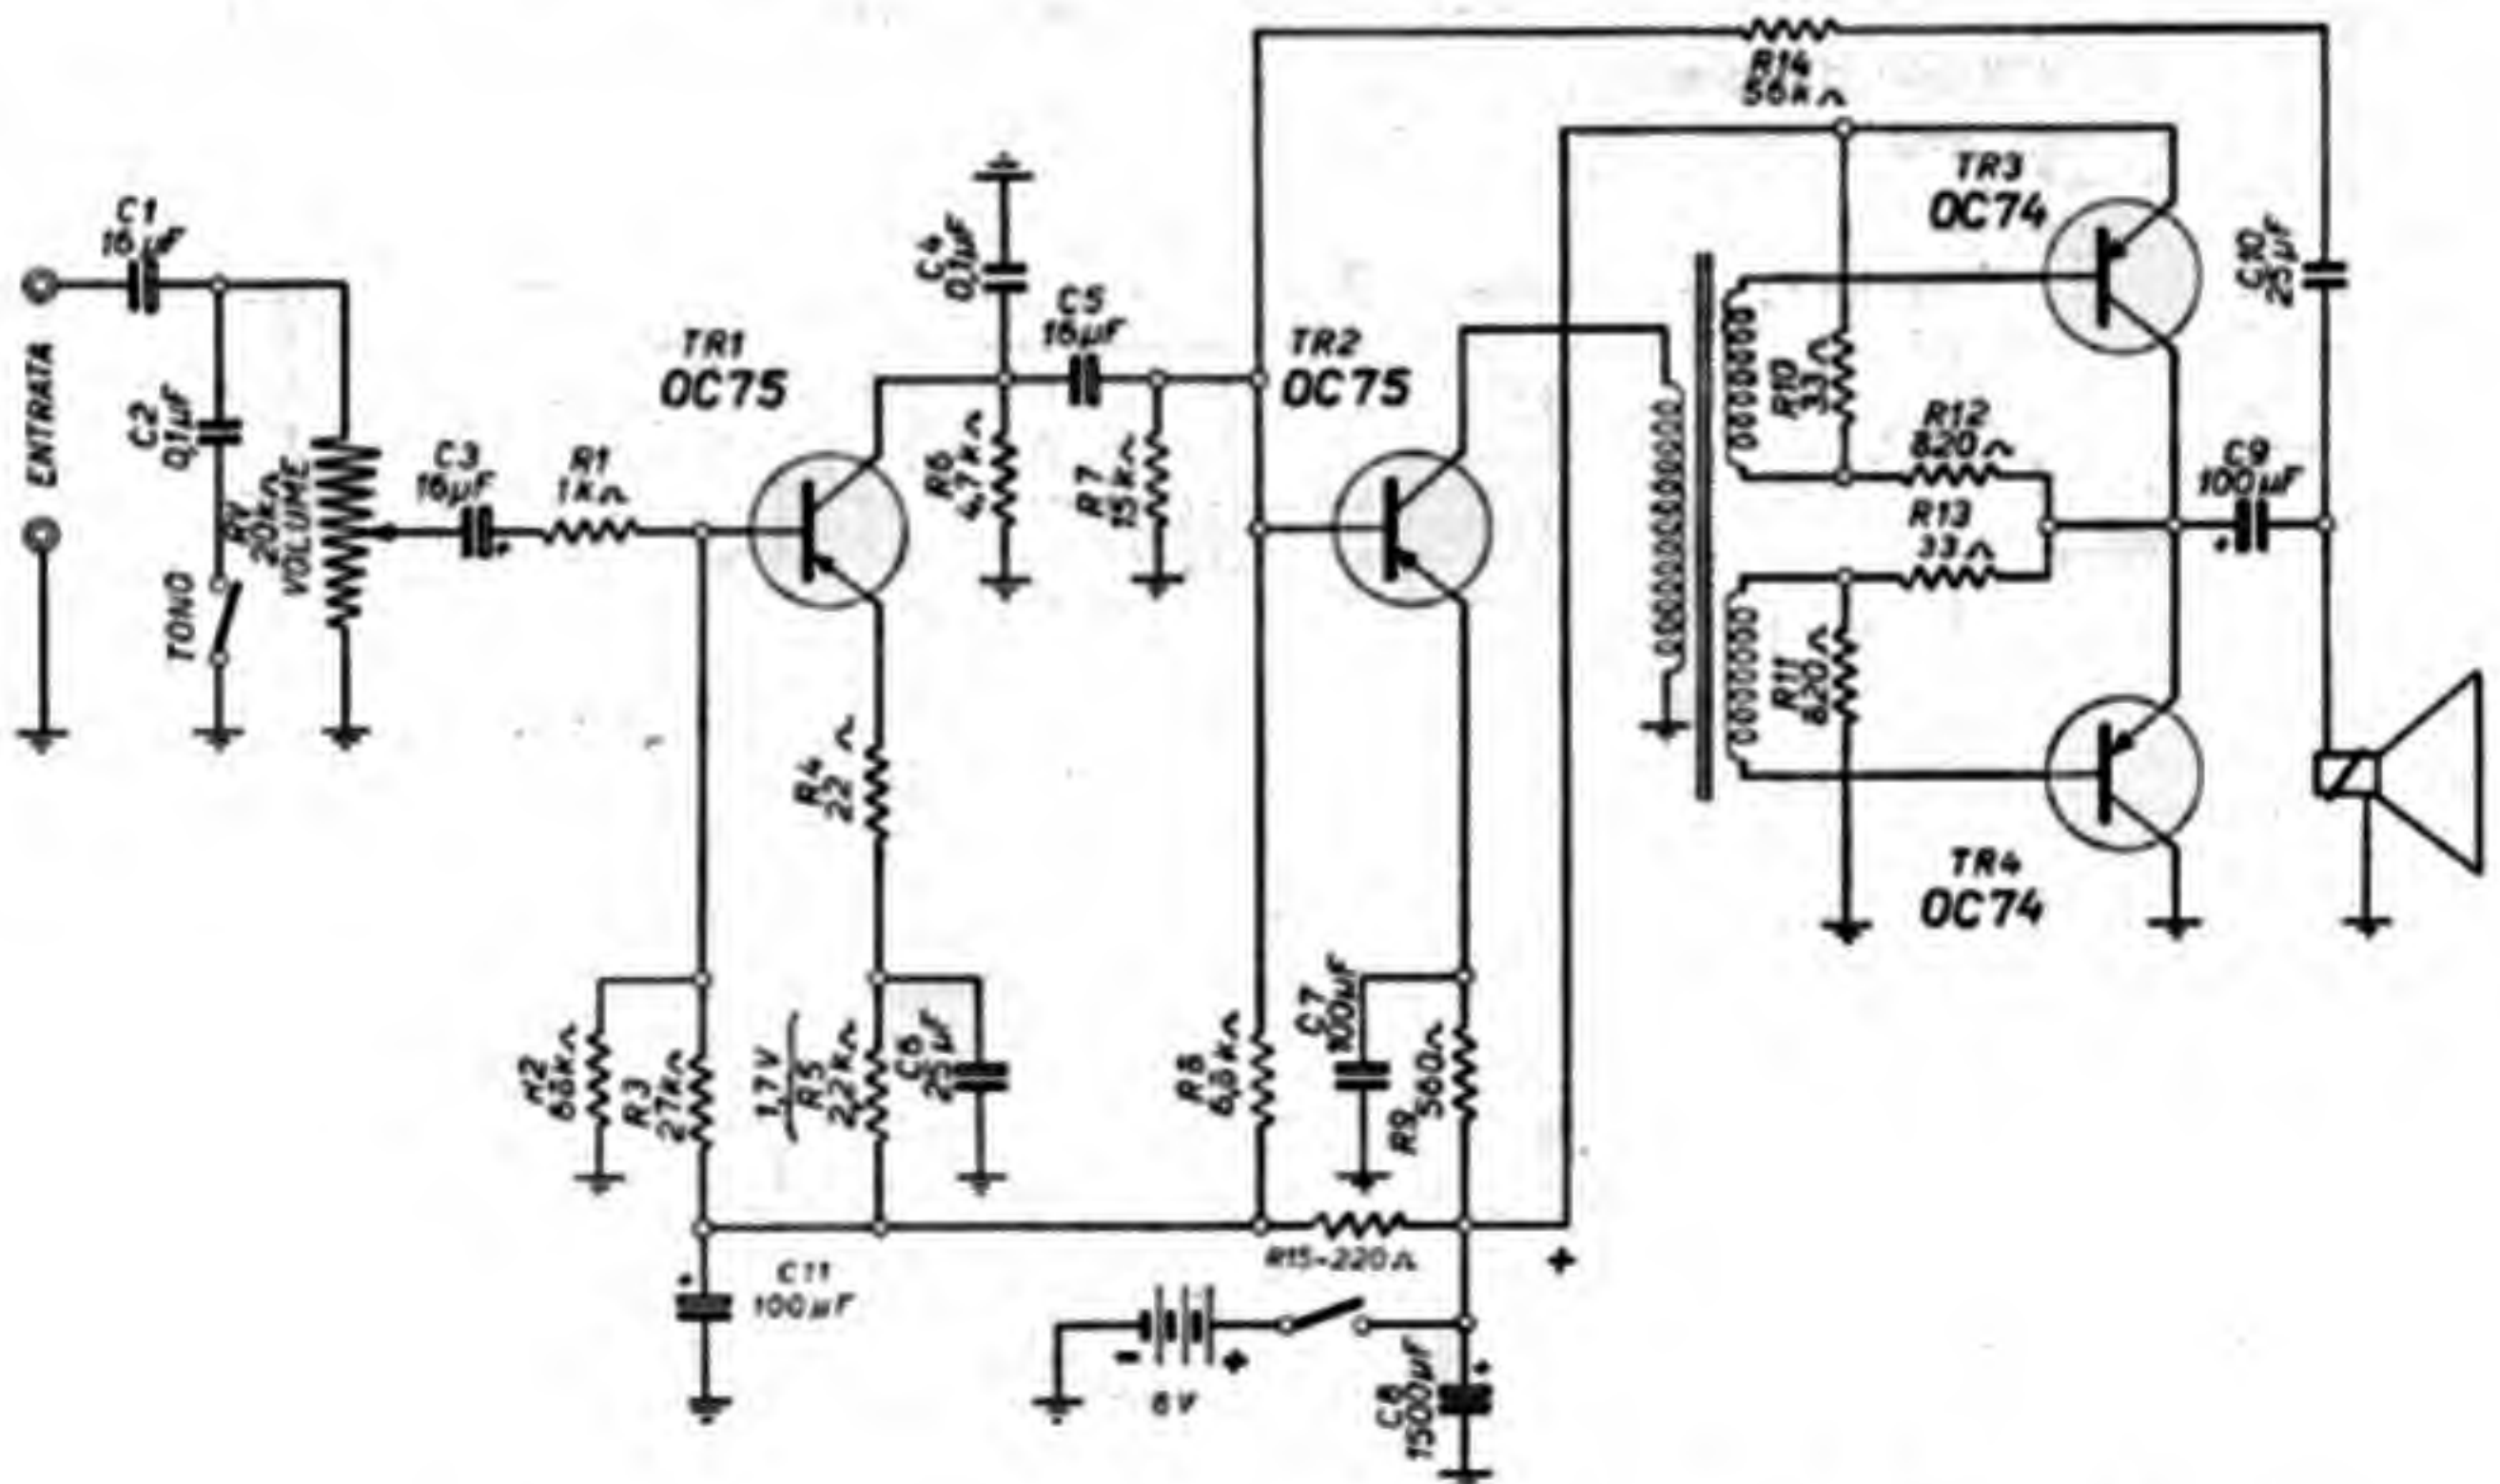 R14
56kΩ
TR3
OC74
C1
16µF
C4
0,1µF
C10
25µF
C5
16µF
TR1
OC75
TR2
OC75
ENTRATA
C2
0,1µF
RV
20kΩ
VOLUME
C3
16µF
R1
1kΩ
R6
4,7kΩ
R7
15kΩ
R10
33Ω
R12
820Ω
R13
33Ω
C9
100µF
+
+
TONO
R11
820Ω
R4
22Ω
TR4
OC74
R2
68kΩ
R3
27kΩ
1,7V
R5
2,2kΩ
C6
25µF
R8
6,8kΩ
C7
100µF
R9
560Ω
R15-220Ω
+
+
C11
100µF
- +
6V
C8
1500µF
+